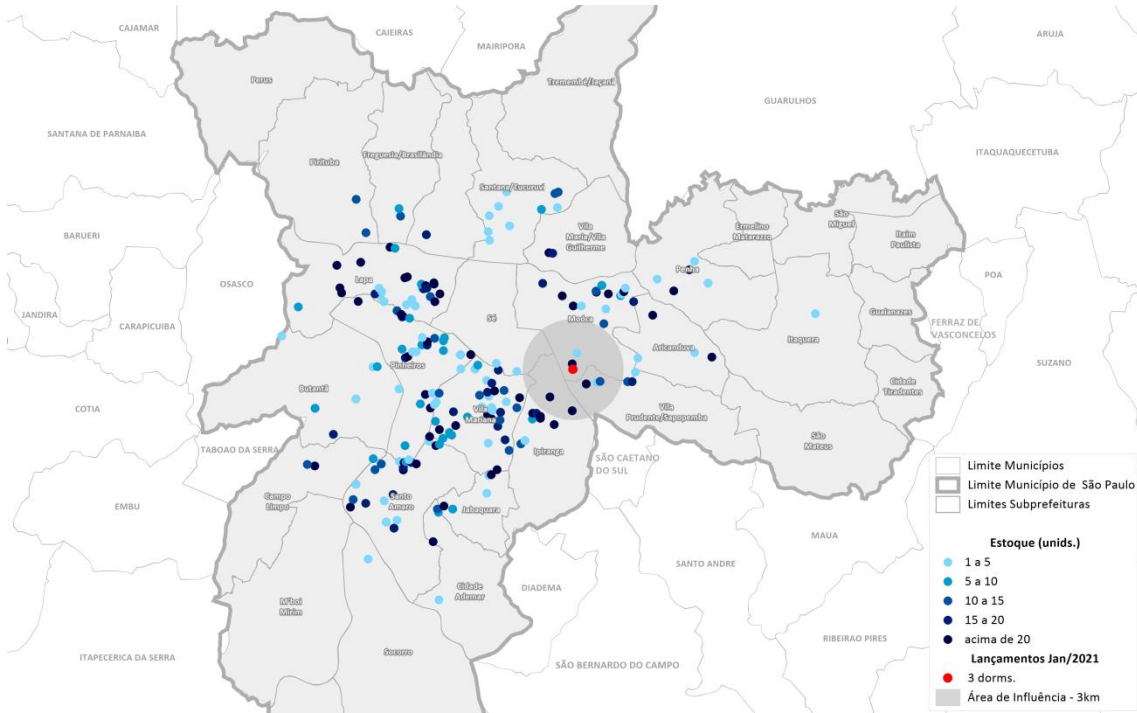 CAJAMAR
CAIEIRAS
MAIRIPORA
ARUJA
Perus
Tremembé/Jaçanã
GUARULHOS
SANTANA DE PARNAIBA
ITAQUAQUECETUBA
Pirituba
Freguesia/Brasilândia
Santana/Tucuruvi
BARUERI
Vila
Maria/Vila
Guilherme
Ermelino
Matarazzo
São
Miguel
Itaim
Paulista
OSASCO
Lapa
Penha
POA
JANDIRA
CARAPICUIBA
Sé
Moóca
Itaquera
Guaianazes
FERRAZ DE
VASCONCELOS
Aricanduva
SUZANO
Pinheiros
Butantã
Cidade
Tiradentes
COTIA
Vila
Mariana
Vila
Prudente/Sapopemba
São
Mateus
TABOAO DA SERRA
Ipiranga
SÃO CAETANO
DO SUL
EMBU
Campo
Limpo
Santo
Amaro
Jabaquara
MAUA
SANTO ANDRE
DIADEMA
Cidade
Ademar
M'boi
Mirim
RIBEIRAO PIRES
ITAPECERICA DA SERRA
Socorro
SÃO BERNARDO DO CAMPO
Limite Municípios
Limite Município de São Paulo
Limites Subprefeituras
Estoque (unids.)
1 a 5
5 a 10
10 a 15
15 a 20
acima de 20
Lançamentos Jan/2021
3 dorms.
Área de Influência - 3km